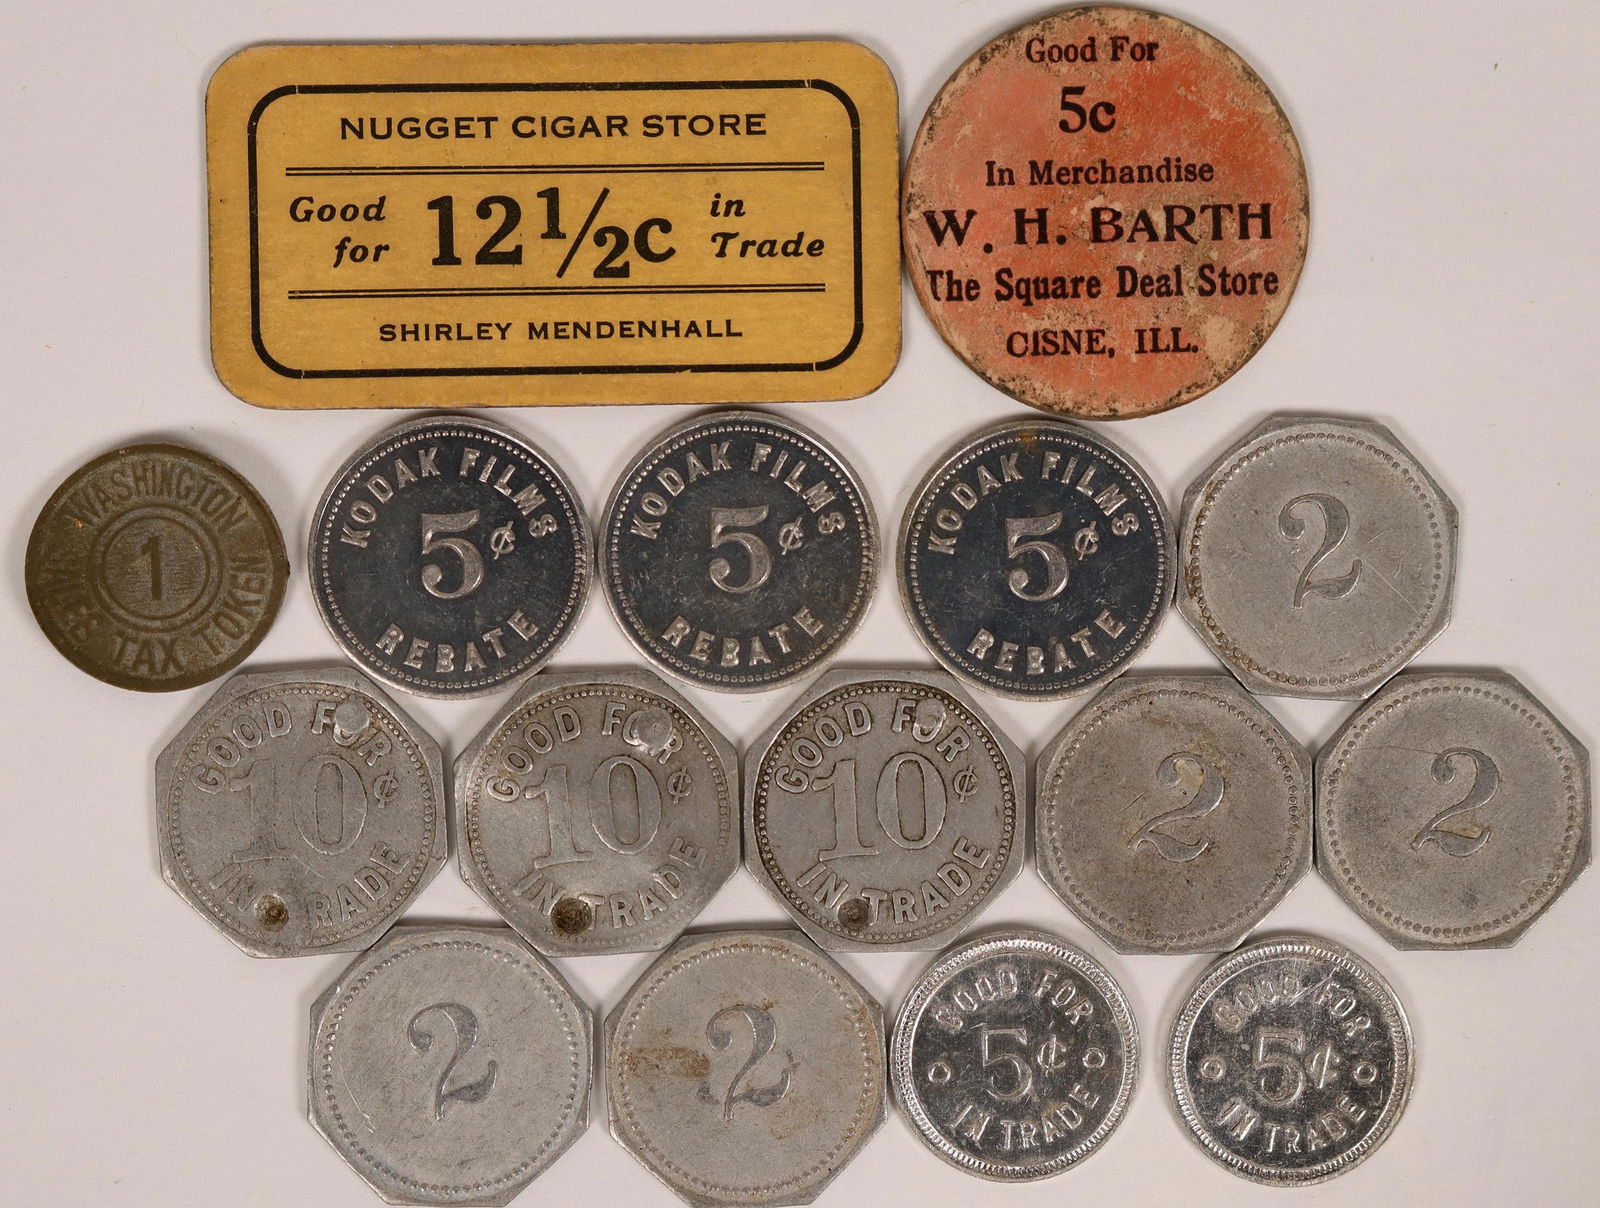 NUGGET CIGAR STORE
Good for 12½c in Trade
SHIRLEY MENDENHALL
Good For
5c
In Merchandise
W. H. BARTH
The Square Deal Store
CISNE, ILL.
WASHINGTON
1
SALES TAX TOKEN
KODAK FILMS
5¢
REBATE
KODAK FILMS
5¢
REBATE
KODAK FILMS
5¢
REBATE
2
GOOD FOR
10¢
IN TRADE
GOOD FOR
10¢
IN TRADE
GOOD FOR
10¢
IN TRADE
2
2
2
2
GOOD FOR
5¢
IN TRADE
GOOD FOR
5¢
IN TRADE